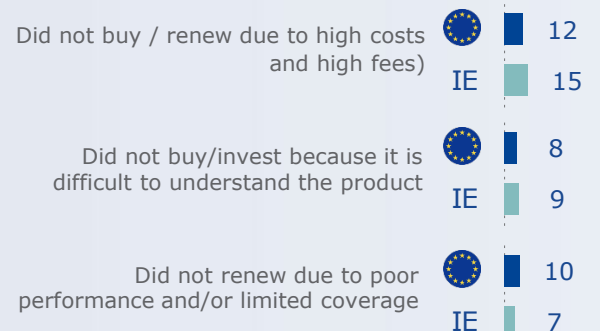 Did not buy / renew due to high costs
and high fees)
12
IE 15
Did not buy/invest because it is
difficult to understand the product
8
IE 9
Did not renew due to poor
performance and/or limited coverage
10
IE 7